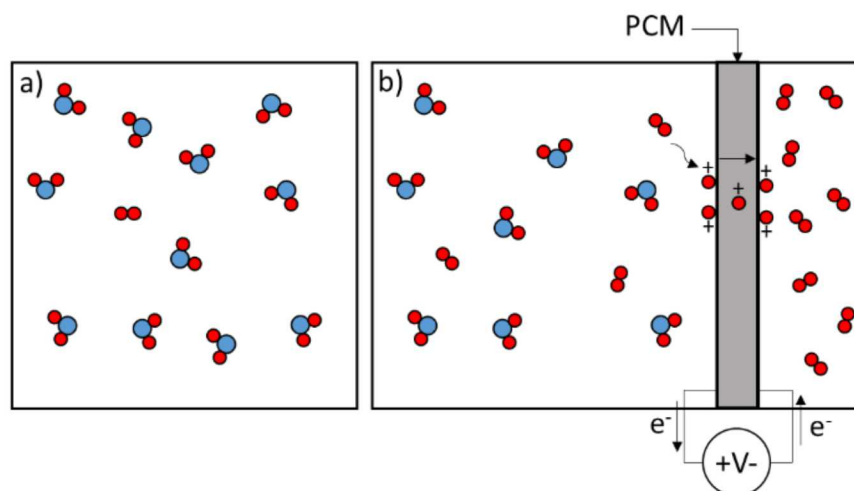 PCM
a)
b)
+
+
+
+
+
e-
e-
+V-